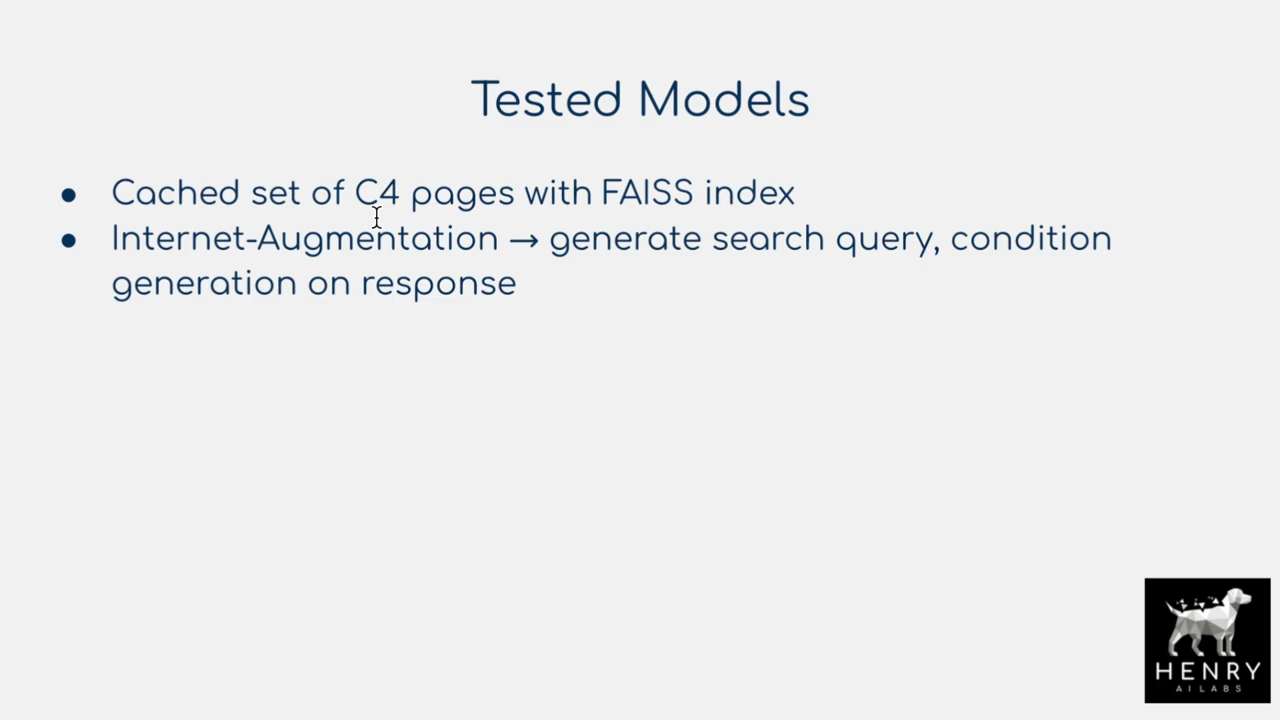 Tested Models
● Cached set of C4 pages with FAISS index
● Internet-Augmentation → generate search query, condition
generation on response
HENRY
AI LABS